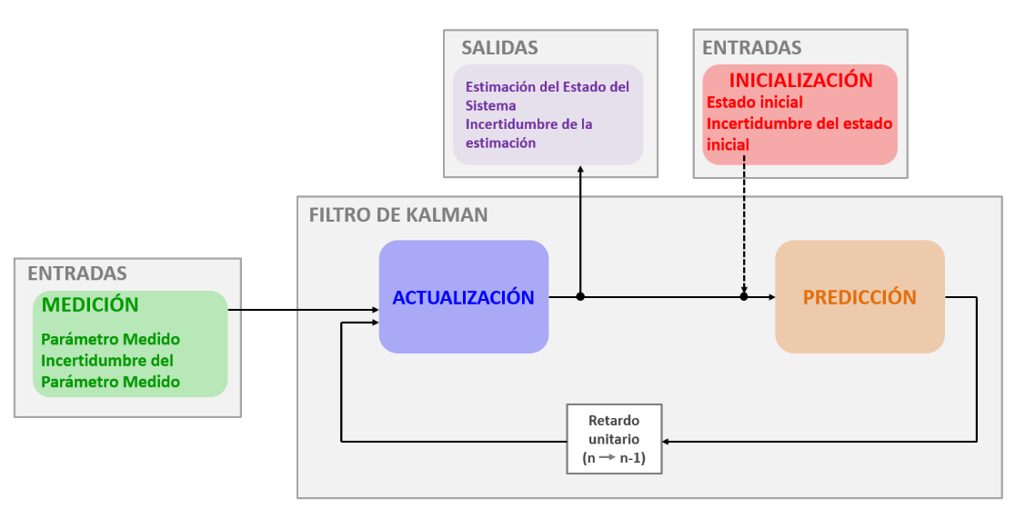 SALIDAS
Estimación del Estado del
Sistema
Incertidumbre de la
estimación
ENTRADAS
INICIALIZACIÓN
Estado inicial
Incertidumbre del estado
inicial
FILTRO DE KALMAN
ENTRADAS
MEDICIÓN
Parámetro Medido
Incertidumbre del
Parámetro Medido
ACTUALIZACIÓN
PREDICCIÓN
Retardo
unitario
(n → n-1)